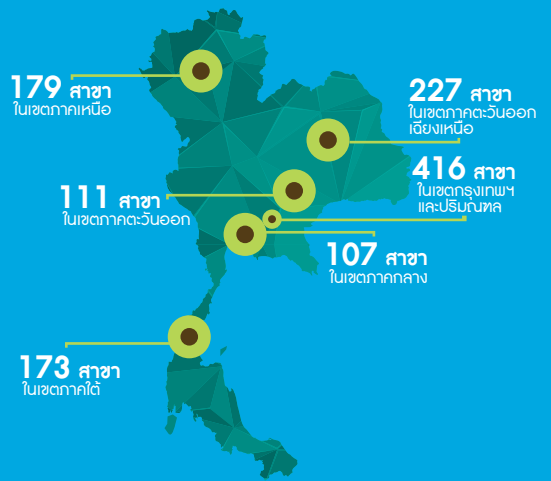 179 สาขา
ในเขตภาคเหนือ
227 สาขา
ในเขตภาคตะวันออก
เฉียงเหนือ
416 สาขา
ในเขตกรุงเทพฯ
และปริมณฑล
111 สาขา
ในเขตภาคตะวันออก
107 สาขา
ในเขตภาคกลาง
173 สาขา
ในเขตภาคใต้